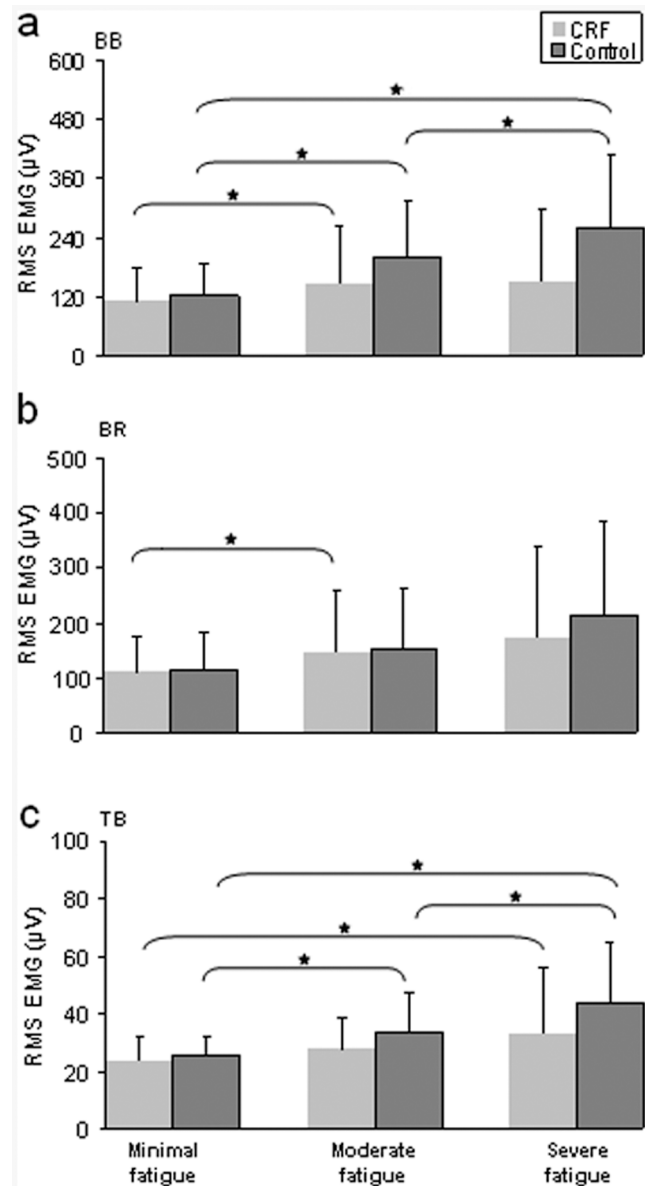 a
BB
CRF
Control
600
480
360
240
120
0
RMS EMG (µV)
★
★
★
★
b
BR
500
400
300
200
100
0
RMS EMG (µV)
★
c
TB
100
80
60
40
20
0
RMS EMG (µV)
★
★
★
★
Minimal
fatigue
Moderate
fatigue
Severe
fatigue